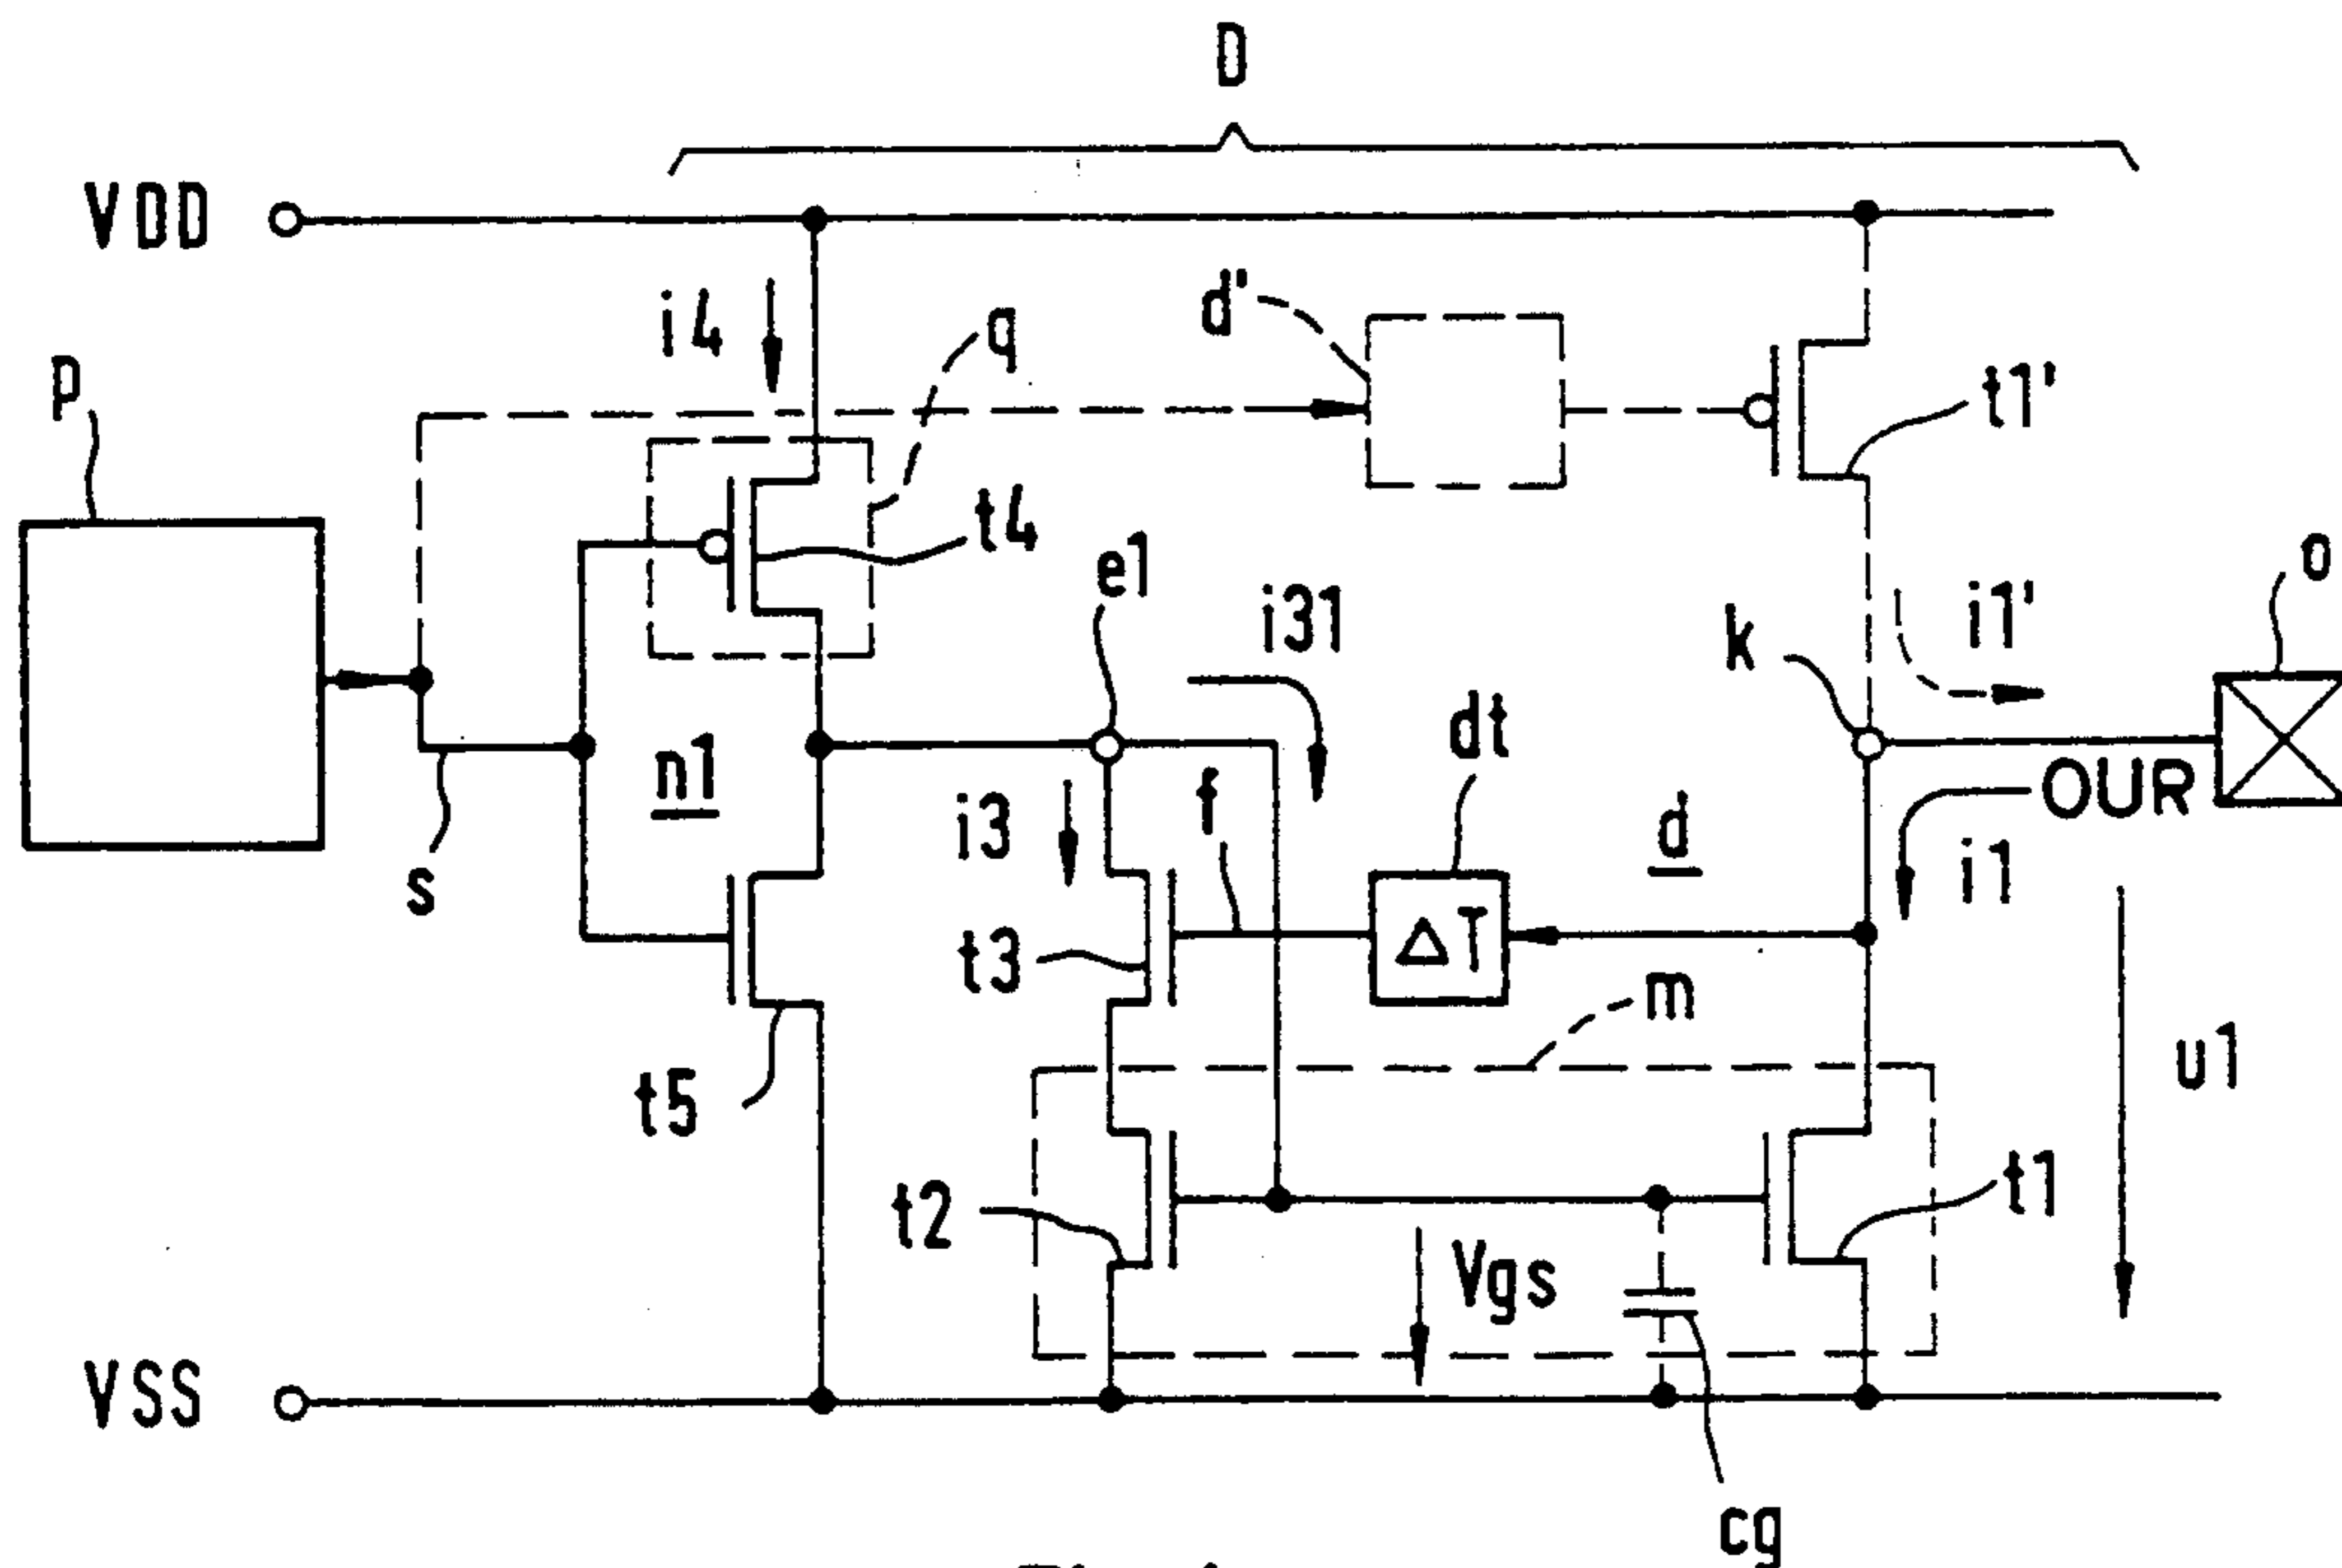 D
VDD
i4
q
d'
t1'
p
t4
e1
i31
k
i1'
o
n1
dt
OUR
s
i3
f
d
i1
t3
ΔT
m
u1
t5
t2
Vgs
t1
VSS
cg